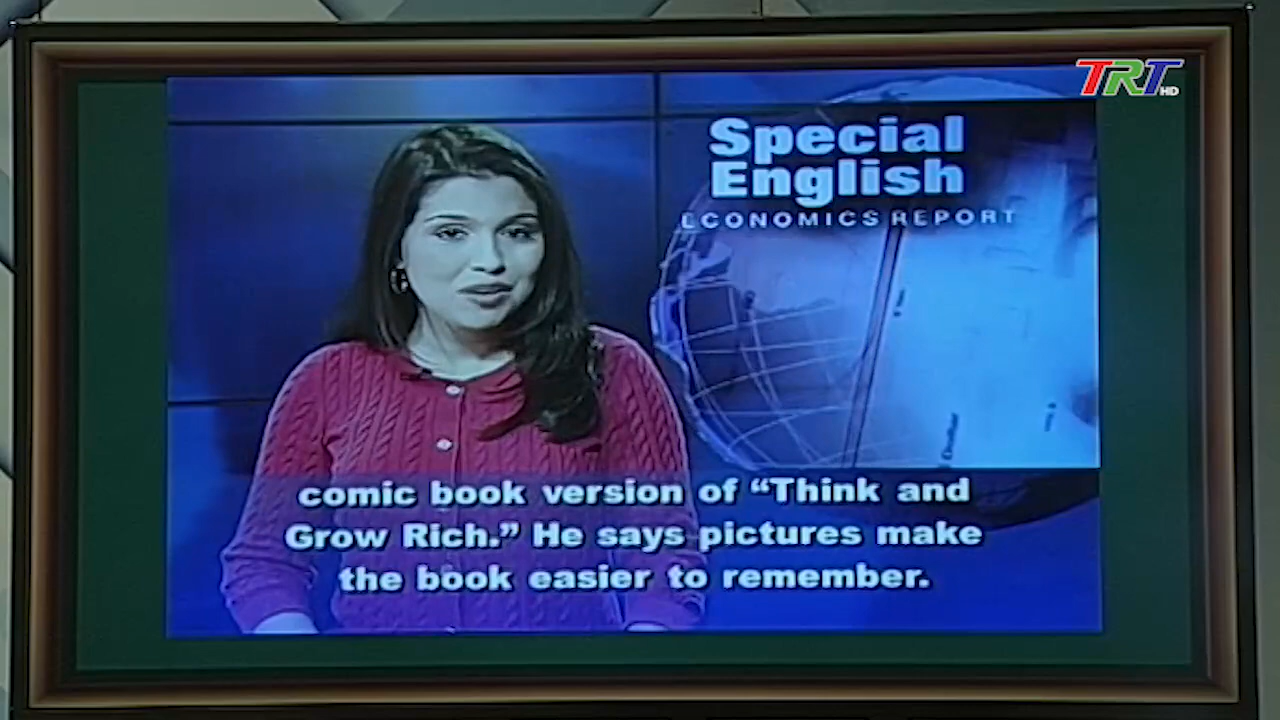 TRT HD
Special
English
ECONOMICS REPORT
comic book version of “Think and
Grow Rich.” He says pictures make
the book easier to remember.